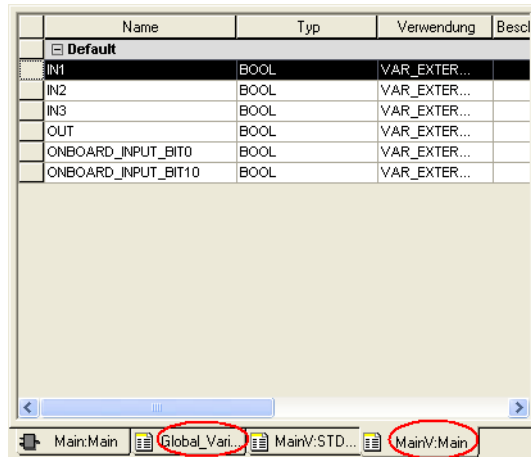 Name Typ Verwendung Bescl
Default
IN1 BOOL VAR_EXTER...
IN2 BOOL VAR_EXTER...
IN3 BOOL VAR_EXTER...
OUT BOOL VAR_EXTER...
ONBOARD_INPUT_BIT0 BOOL VAR_EXTER...
ONBOARD_INPUT_BIT10 BOOL VAR_EXTER...
Main:Main Global_Vari... MainV:STD... MainV:Main